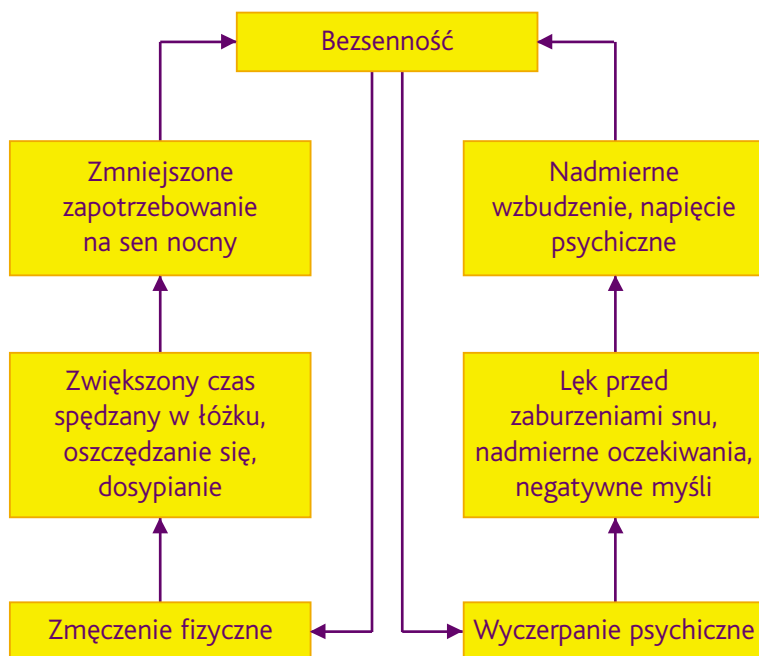 Bezsenność
Zmniejszone
zapotrzebowanie
na sen nocny
Nadmierne
wzbudzenie, napięcie
psychiczne
Zwiększony czas
spędzany w łóżku,
oszczędzanie się,
dosypianie
Lęk przed
zaburzeniami snu,
nadmierne oczekiwania,
negatywne myśli
Zmęczenie fizyczne
Wyczerpanie psychiczne